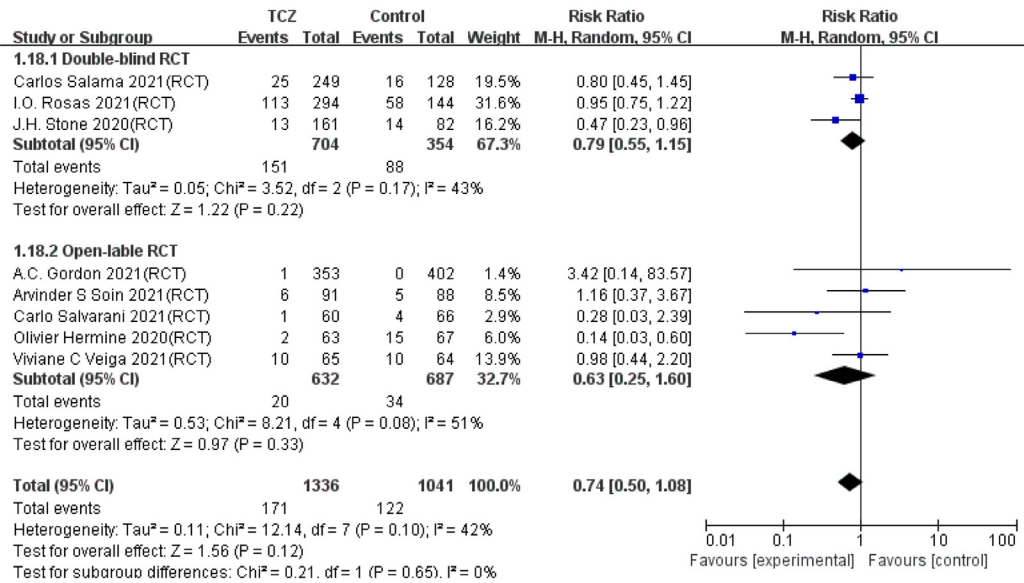 TCZ Control Risk Ratio Risk Ratio
Study or Subgroup Events Total Events Total Weight M-H, Random, 95% CI M-H, Random, 95% CI
1.18.1 Double-blind RCT
Carlos Salama 2021(RCT) 25 249 16 128 19.5% 0.80 [0.45, 1.45]
I.O. Rosas 2021(RCT) 113 294 58 144 31.6% 0.95 [0.75, 1.22]
J.H. Stone 2020(RCT) 13 161 14 82 16.2% 0.47 [0.23, 0.96]
Subtotal (95% CI) 704 354 67.3% 0.79 [0.55, 1.15]
Total events 151 88
Heterogeneity: Tau² = 0.05; Chi² = 3.52, df = 2 (P = 0.17); I² = 43%
Test for overall effect: Z = 1.22 (P = 0.22)
1.18.2 Open-lable RCT
A.C. Gordon 2021(RCT) 1 353 0 402 1.4% 3.42 [0.14, 83.57]
Arvinder S Soin 2021(RCT) 6 91 5 88 8.5% 1.16 [0.37, 3.67]
Carlo Salvarani 2021(RCT) 1 60 4 66 2.9% 0.28 [0.03, 2.39]
Olivier Hermine 2020(RCT) 2 63 15 67 6.0% 0.14 [0.03, 0.60]
Viviane C Veiga 2021(RCT) 10 65 10 64 13.9% 0.98 [0.44, 2.20]
Subtotal (95% CI) 632 687 32.7% 0.63 [0.25, 1.60]
Total events 20 34
Heterogeneity: Tau² = 0.53; Chi² = 8.21, df = 4 (P = 0.08); I² = 51%
Test for overall effect: Z = 0.97 (P = 0.33)
Total (95% CI) 1336 1041 100.0% 0.74 [0.50, 1.08]
Total events 171 122
Heterogeneity: Tau² = 0.11; Chi² = 12.14, df = 7 (P = 0.10); I² = 42%
Test for overall effect: Z = 1.56 (P = 0.12)
Test for subgroup differences: Chi² = 0.21, df = 1 (P = 0.65), I² = 0%
0.01 0.1 1 10 100
Favours [experimental] Favours [control]